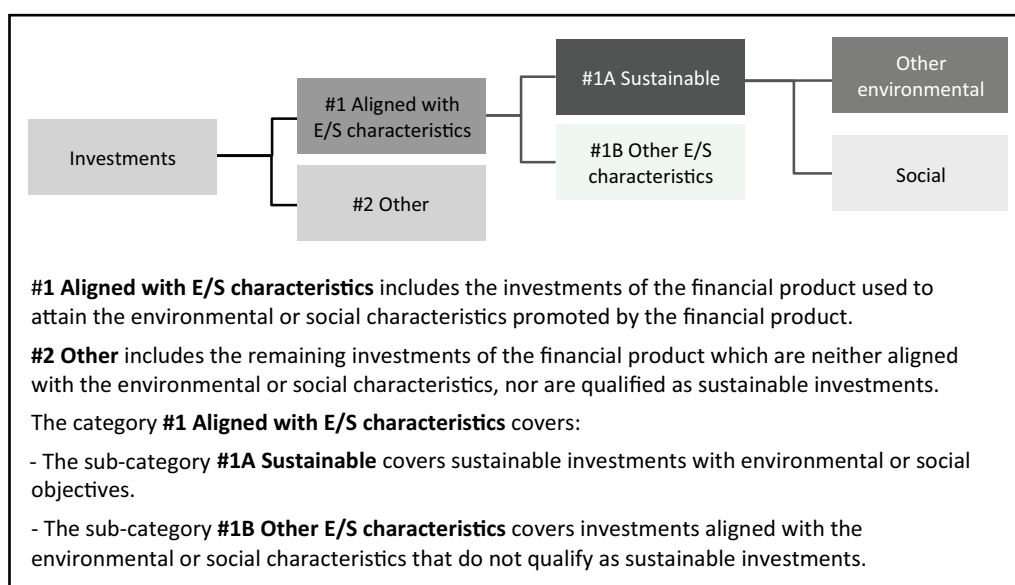 Investments
#1 Aligned with
E/S characteristics
#2 Other
#1A Sustainable
#1B Other E/S
characteristics
Other
environmental
Social
#1 Aligned with E/S characteristics includes the investments of the financial product used to
attain the environmental or social characteristics promoted by the financial product.
#2 Other includes the remaining investments of the financial product which are neither aligned
with the environmental or social characteristics, nor are qualified as sustainable investments.
The category #1 Aligned with E/S characteristics covers:
- The sub-category #1A Sustainable covers sustainable investments with environmental or social
objectives.
- The sub-category #1B Other E/S characteristics covers investments aligned with the
environmental or social characteristics that do not qualify as sustainable investments.